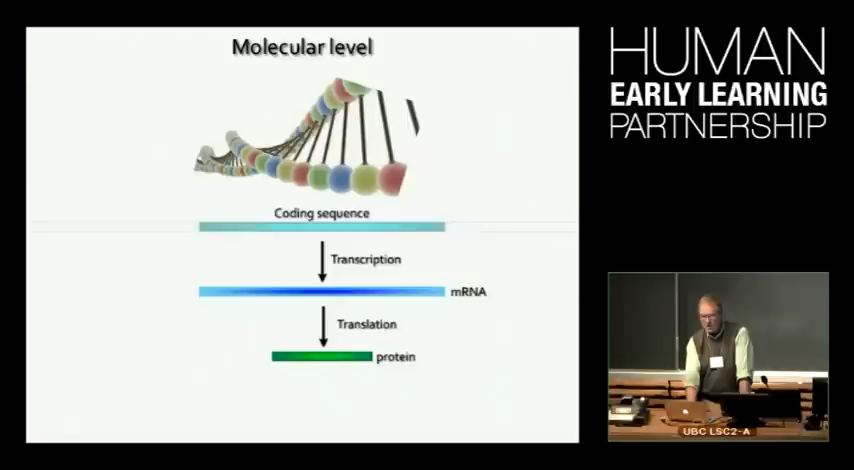 Molecular level
Coding sequence
Transcription
mRNA
Translation
protein
HUMAN
EARLY LEARNING
PARTNERSHIP
UBC LSC2-A